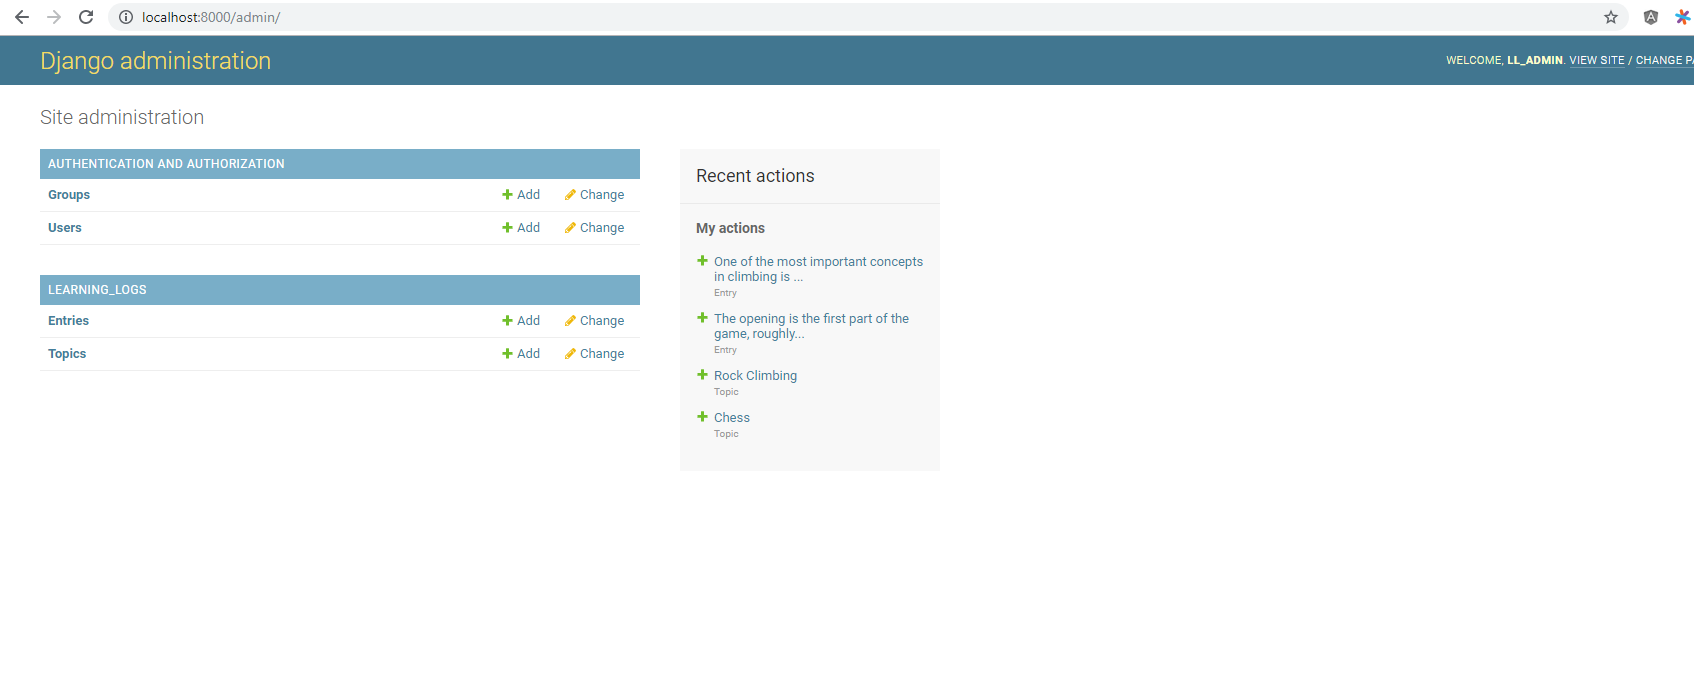 localhost:8000/admin/
Django administration
WELCOME, LL_ADMIN. VIEW SITE / CHANGE PA
Site administration
AUTHENTICATION AND AUTHORIZATION
Groups Add Change
Users Add Change
LEARNING_LOGS
Entries Add Change
Topics Add Change
Recent actions
My actions
One of the most important concepts
in climbing is ...
Entry
The opening is the first part of the
game, roughly...
Entry
Rock Climbing
Topic
Chess
Topic